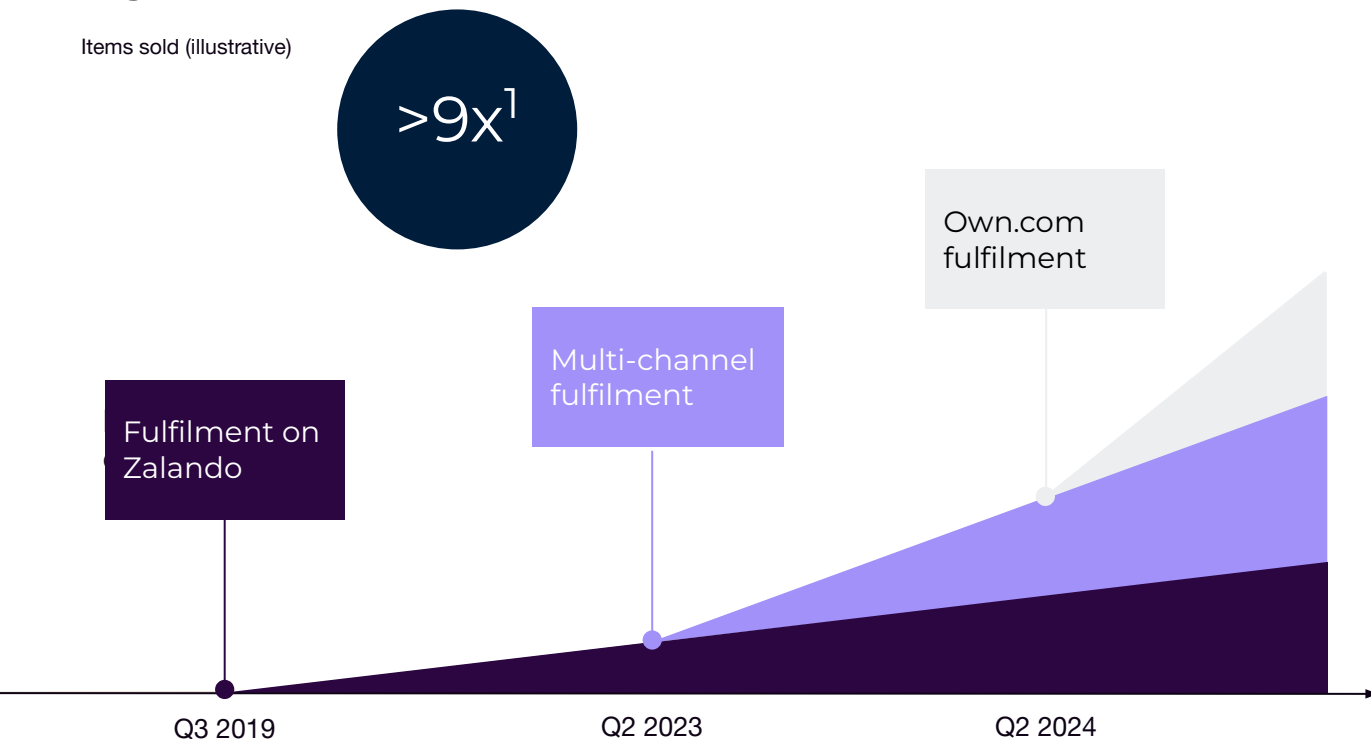 Items sold (illustrative)
>9x¹
Own.com
fulfilment
Multi-channel
fulfilment
Fulfilment on
Zalando
Q3 2019
Q2 2023
Q2 2024